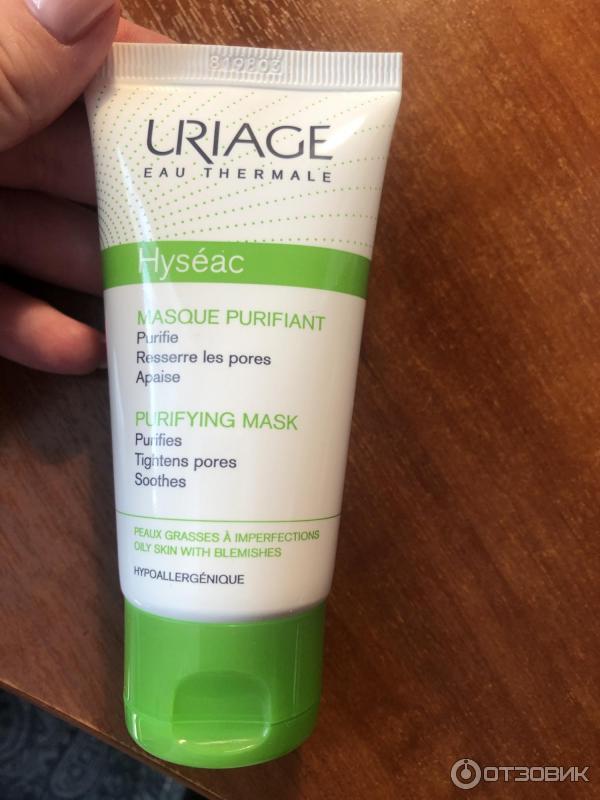 819803
URIAGE
EAU THERMALE
Hyséac
MASQUE PURIFIANT
Purifie
Resserre les pores
Apaise
PURIFYING MASK
Purifies
Tightens pores
Soothes
PEAUX GRASSES À IMPERFECTIONS
OILY SKIN WITH BLEMISHES
HYPOALLERGÉNIQUE
ОТЗОВИК